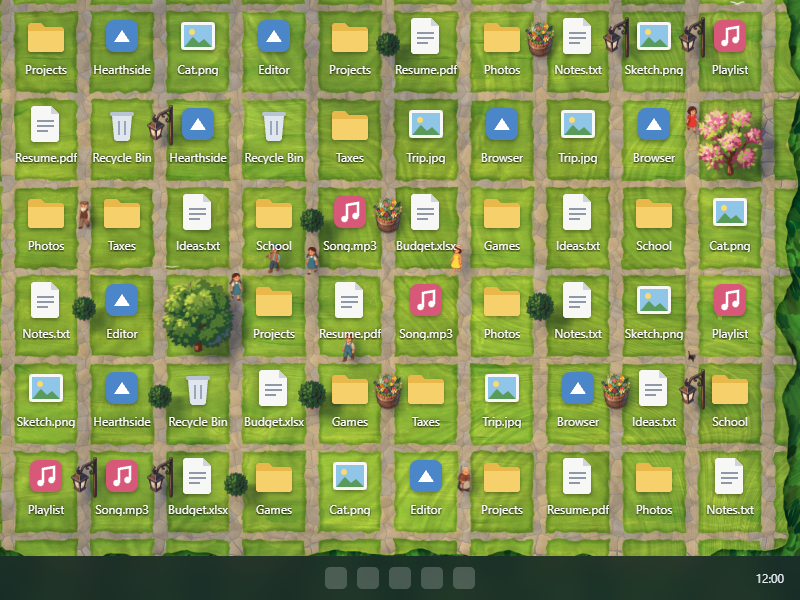 Projects Hearthside Cat.png Editor Projects Resume.pdf Photos Notes.txt Sketch.png Playlist
Resume.pdf Recycle Bin Hearthside Recycle Bin Taxes Trip.jpg Browser Trip.jpg Browser
Photos Taxes Ideas.txt School Song.mp3 Budget.xlsx Games Ideas.txt School Cat.png
Notes.txt Editor Projects Resume.pdf Song.mp3 Photos Notes.txt Sketch.png Playlist
Sketch.png Hearthside Recycle Bin Budget.xlsx Games Taxes Trip.jpg Browser Ideas.txt School
Playlist Song.mp3 Budget.xlsx Games Cat.png Editor Projects Resume.pdf Photos Notes.txt
12:00